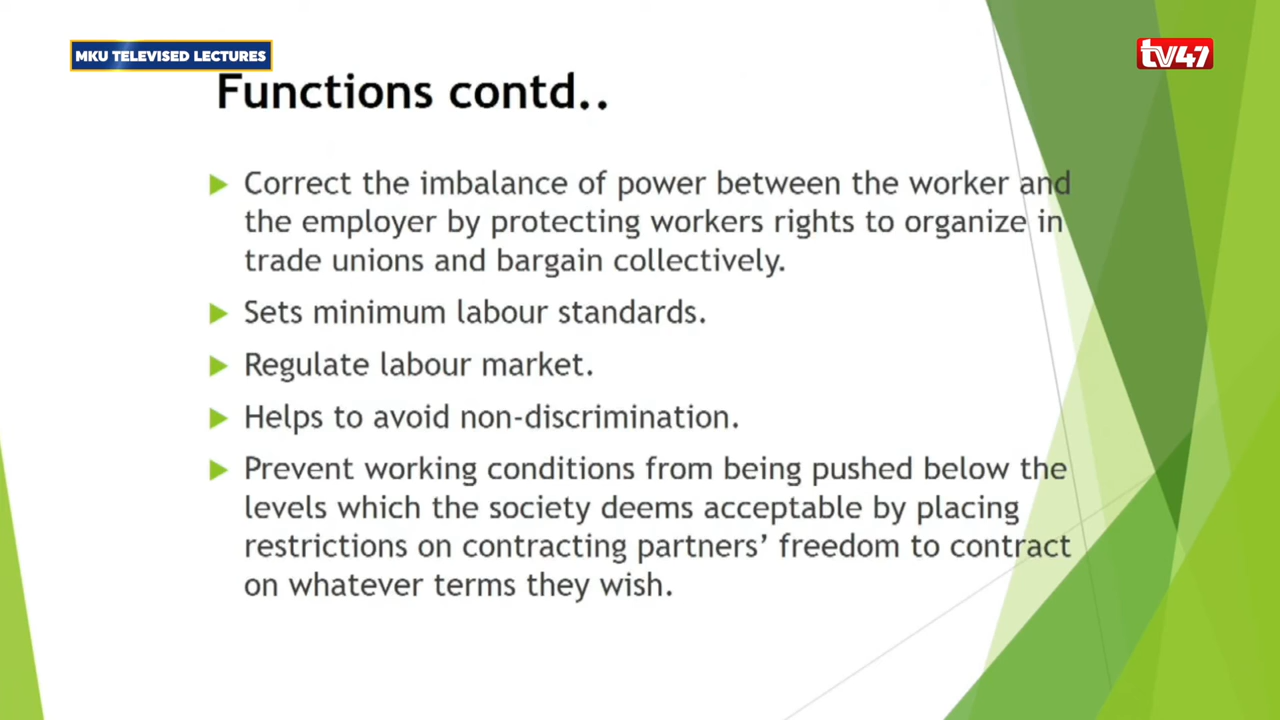 MKU TELEVISED LECTURES
tv47
Functions contd..
Correct the imbalance of power between the worker and
the employer by protecting workers rights to organize in
trade unions and bargain collectively.
Sets minimum labour standards.
Regulate labour market.
Helps to avoid non-discrimination.
Prevent working conditions from being pushed below the
levels which the society deems acceptable by placing
restrictions on contracting partners’ freedom to contract
on whatever terms they wish.